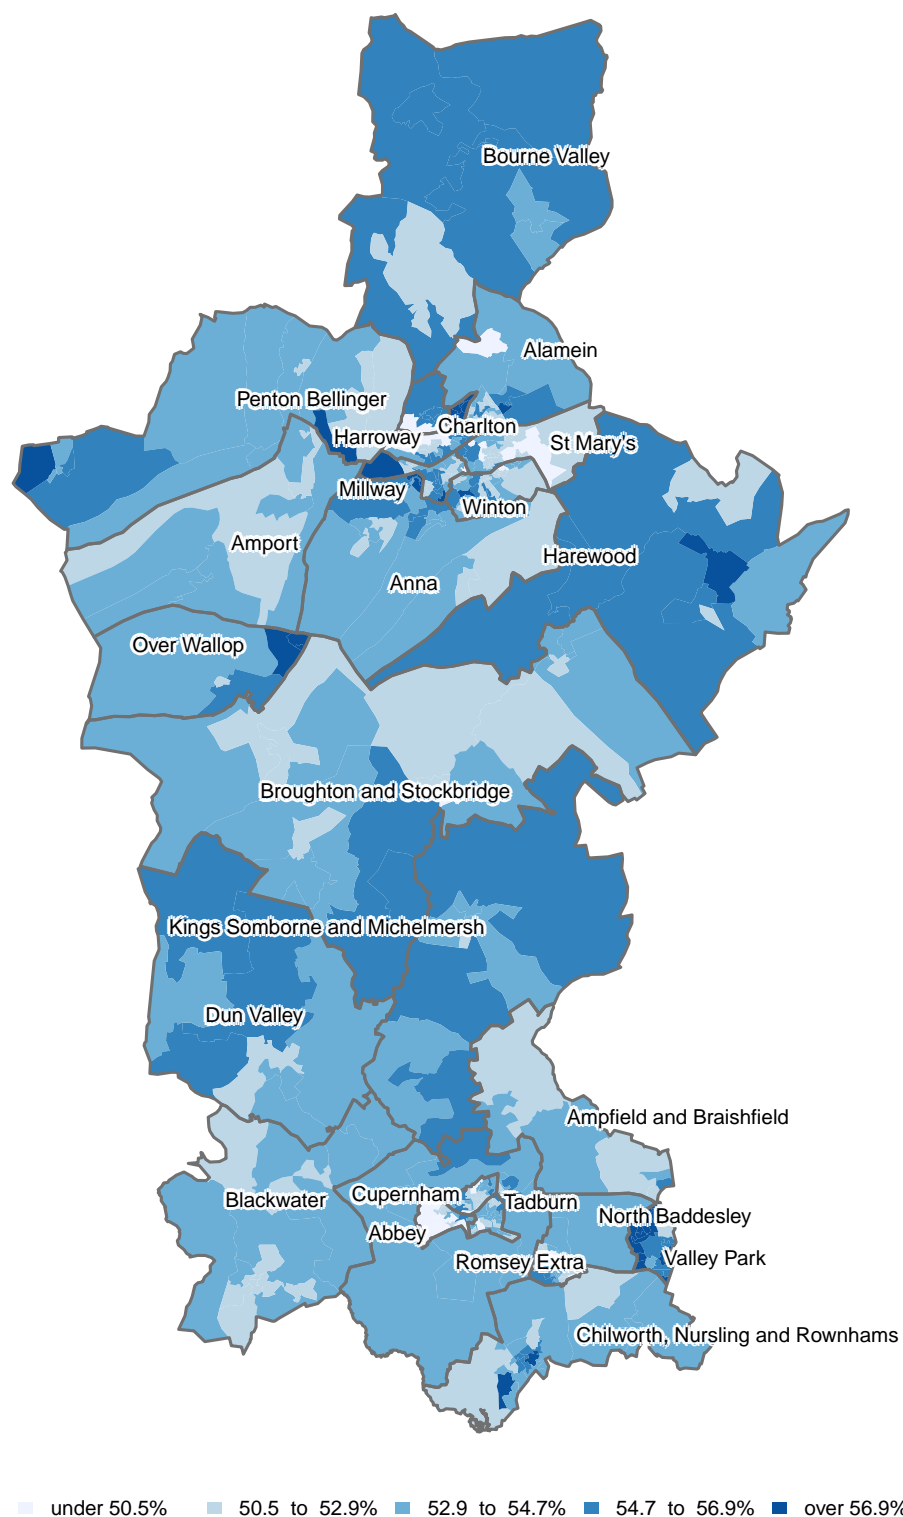 Bourne Valley
Alamein
Penton Bellinger
Charlton
Harroway
St Mary's
Millway
Winton
Amport
Harewood
Anna
Over Wallop
Broughton and Stockbridge
Kings Somborne and Michelmersh
Dun Valley
Ampfield and Braishfield
Cupernham
Blackwater
Tadburn
North Baddesley
Abbey
Romsey Extra
Valley Park
Chilworth, Nursling and Rownhams
under 50.5% 50.5 to 52.9% 52.9 to 54.7% 54.7 to 56.9% over 56.9%